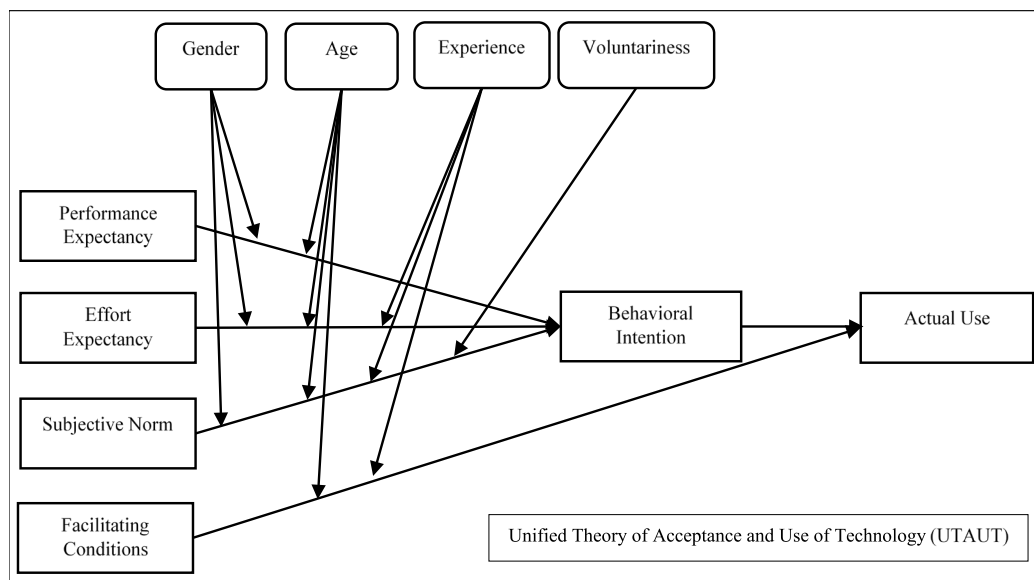 Gender
Age
Experience
Voluntariness
Performance
Expectancy
Effort
Expectancy
Behavioral
Intention
Actual Use
Subjective Norm
Facilitating
Conditions
Unified Theory of Acceptance and Use of Technology (UTAUT)